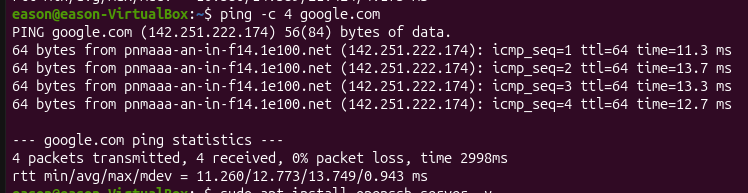 eason@eason-VirtualBox:~$ ping -c 4 google.com
PING google.com (142.251.222.174) 56(84) bytes of data.
64 bytes from pnmaaa-an-in-f14.1e100.net (142.251.222.174): icmp_seq=1 ttl=64 time=11.3 ms
64 bytes from pnmaaa-an-in-f14.1e100.net (142.251.222.174): icmp_seq=2 ttl=64 time=13.7 ms
64 bytes from pnmaaa-an-in-f14.1e100.net (142.251.222.174): icmp_seq=3 ttl=64 time=13.3 ms
64 bytes from pnmaaa-an-in-f14.1e100.net (142.251.222.174): icmp_seq=4 ttl=64 time=12.7 ms
--- google.com ping statistics ---
4 packets transmitted, 4 received, 0% packet loss, time 2998ms
rtt min/avg/max/mdev = 11.260/12.773/13.749/0.943 ms
eason@eason-VirtualBox:~$ sudo apt install openssh-server -y